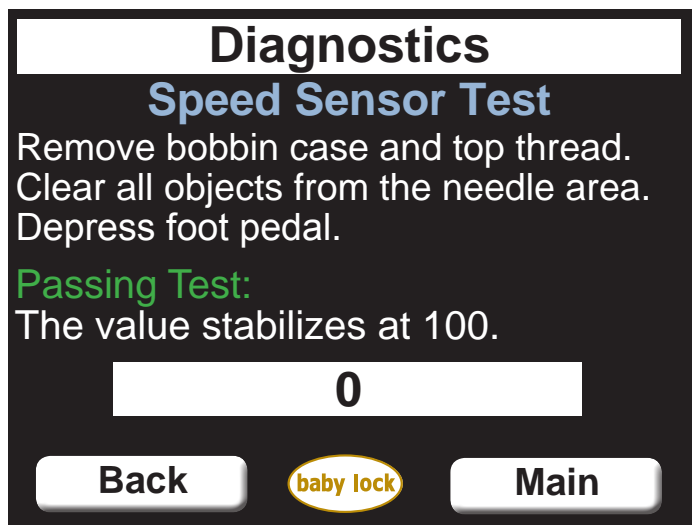 Diagnostics
Speed Sensor Test
Remove bobbin case and top thread.
Clear all objects from the needle area.
Depress foot pedal.
Passing Test:
The value stabilizes at 100.
0
Back
baby lock
Main